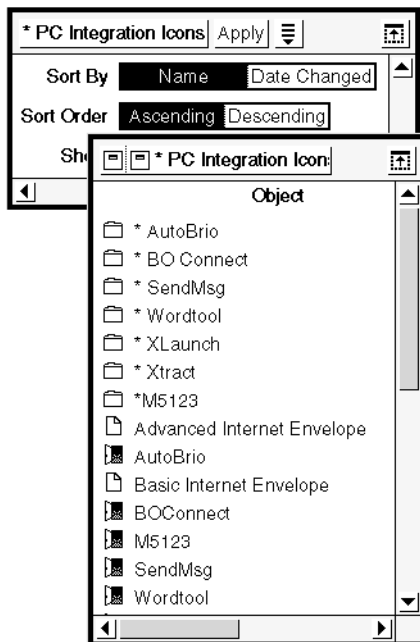 * PC Integration Icons Apply
Sort By Name Date Changed
Sort Order Ascending Descending
* PC Integration Icon
Object
* AutoBrio
* BO Connect
* SendMsg
* Wordtool
* XLaunch
* Xtract
*M5123
Advanced Internet Envelope
AutoBrio
Basic Internet Envelope
BOConnect
M5123
SendMsg
Wordtool